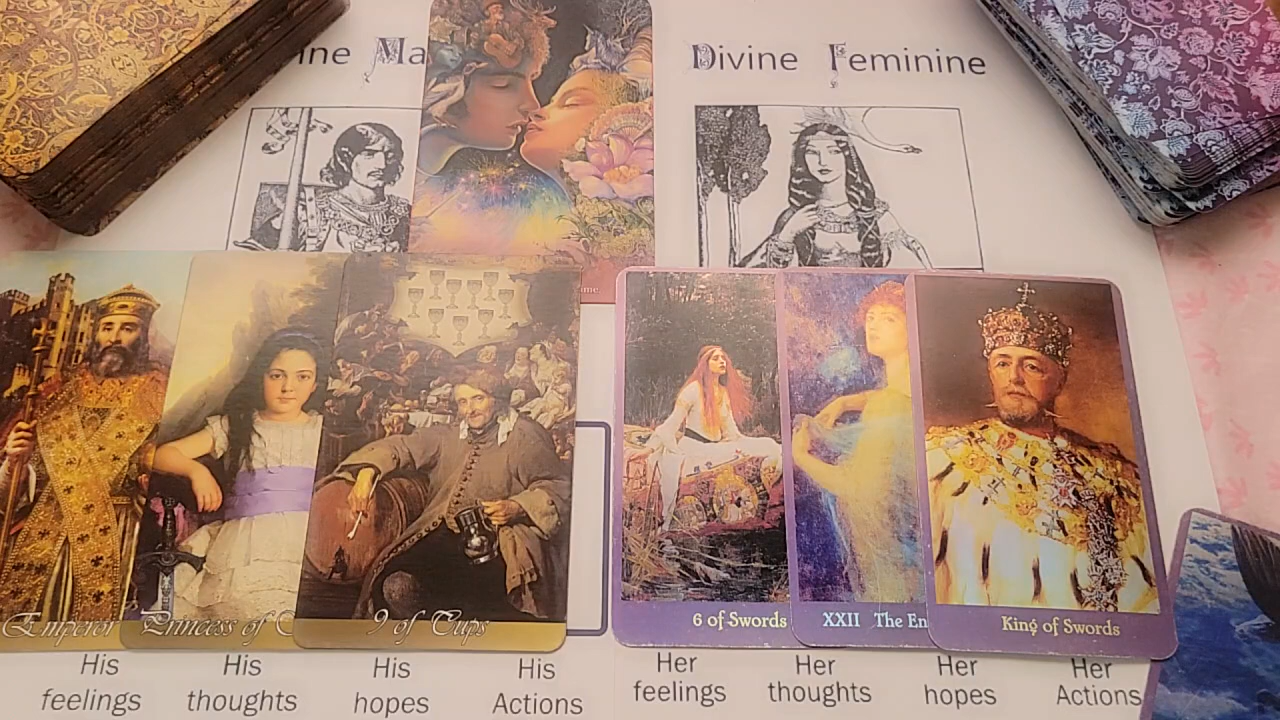 Divine Feminine
ime.
Emperor
Princess of
9 of Cups
6 of Swords
XXII The En
King of Swords
His
feelings
His
thoughts
His
hopes
His
Actions
Her
feelings
Her
thoughts
Her
hopes
Her
Actions